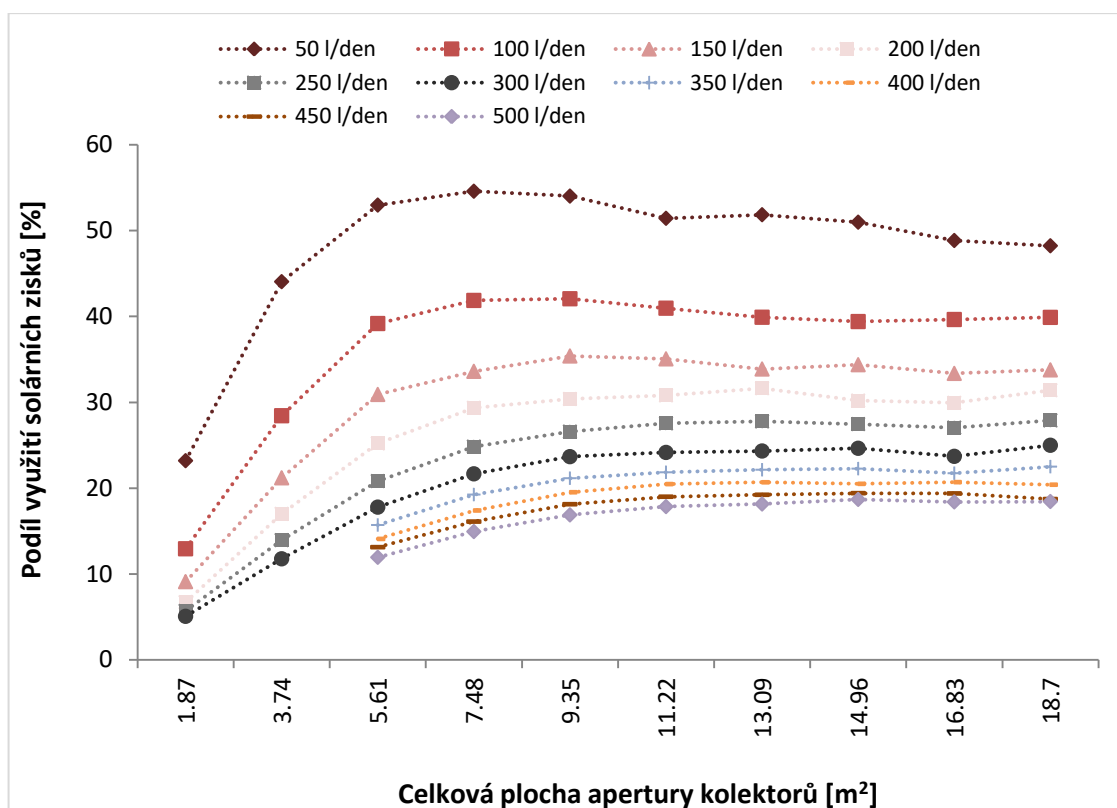 50 l/den 100 l/den 150 l/den 200 l/den
250 l/den 300 l/den 350 l/den 400 l/den
450 l/den 500 l/den
Podíl využití solárních zisků [%]
60
50
40
30
20
10
0
1.87 3.74 5.61 7.48 9.35 11.22 13.09 14.96 16.83 18.7
Celková plocha apertury kolektorů [m²]